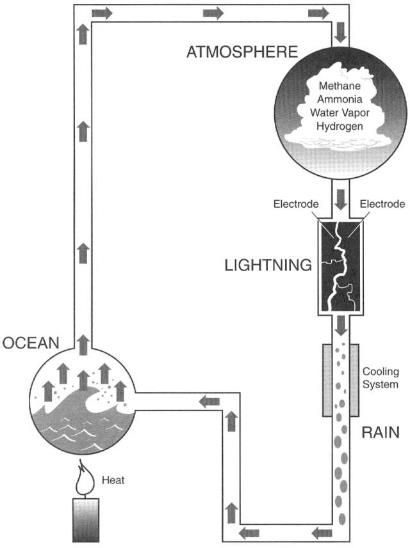 ATMOSPHERE
Methane
Ammonia
Water Vapor
Hydrogen
Electrode
Electrode
LIGHTNING
OCEAN
Cooling
System
RAIN
Heat